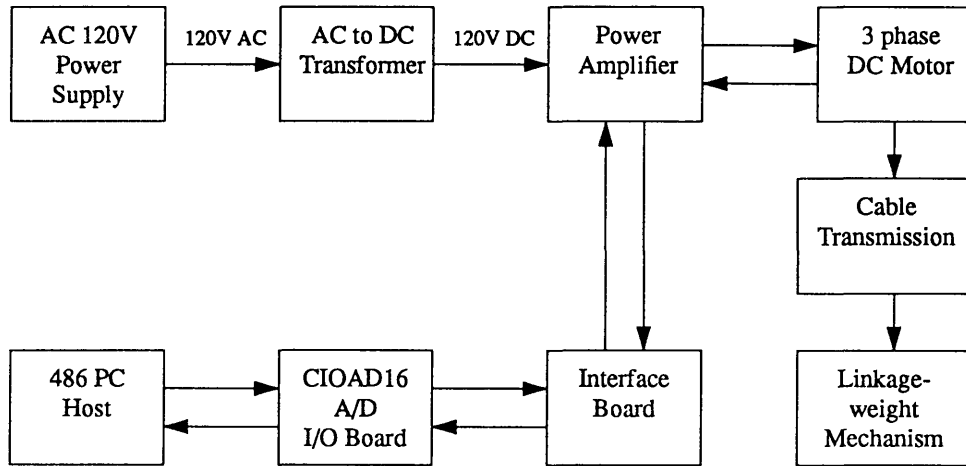 AC 120V
Power
Supply
120V AC
AC to DC
Transformer
120V DC
Power
Amplifier
3 phase
DC Motor
Cable
Transmission
486 PC
Host
CIOAD16
A/D
I/O Board
Interface
Board
Linkage-
weight
Mechanism